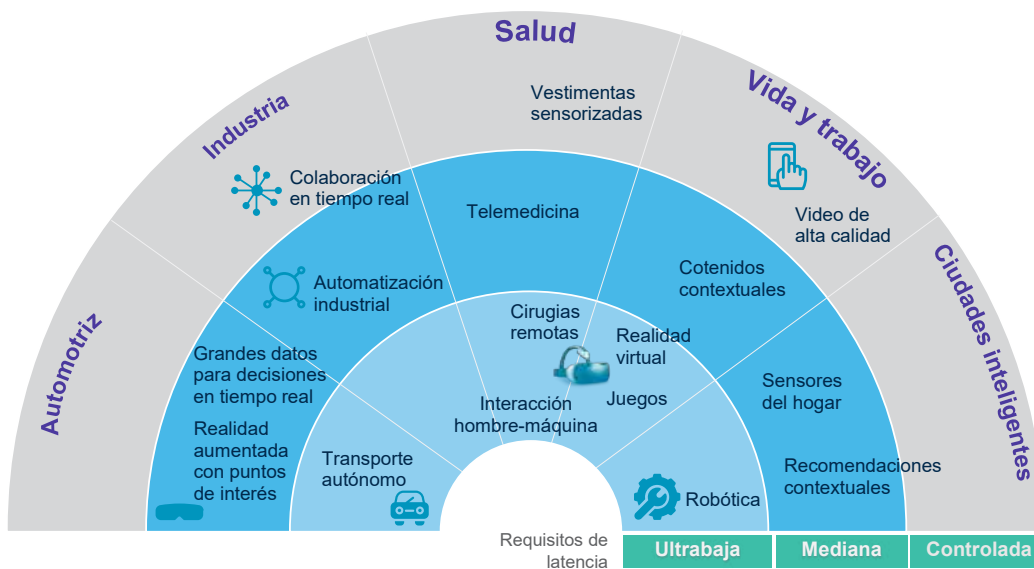 Salud
Industria
Vida y trabajo
Automotriz
Ciudades inteligentes
Vestimentas
sensorizadas
Colaboración
en tiempo real
Video de
alta calidad
Telemedicina
Automatización
industrial
Cotenidos
contextuales
Grandes datos
para decisiones
en tiempo real
Cirugias
remotas
Realidad
virtual
Juegos
Sensores
del hogar
Realidad
aumentada
con puntos
de interés
Interacción
hombre-máquina
Transporte
autónomo
Robótica
Recomendaciones
contextuales
Requisitos de
latencia
Ultrabaja
Mediana
Controlada